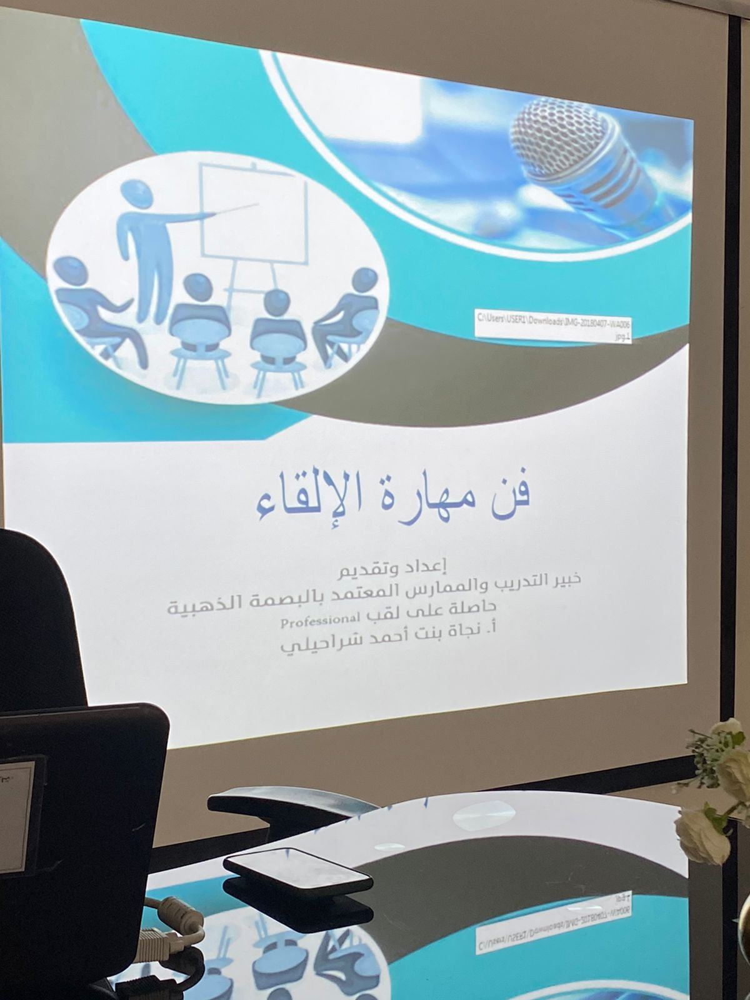 C:\Users\USER1\Downloads\IMG-20180407-WA006
jpg.1
فن مهارة الإلقاء
إعداد وتقديم
خبير التدريب والممارس المعتمد بالبصمة الذهبية
حاصلة على لقب Professional
أ. نجاة بنت أحمد شراحيلي